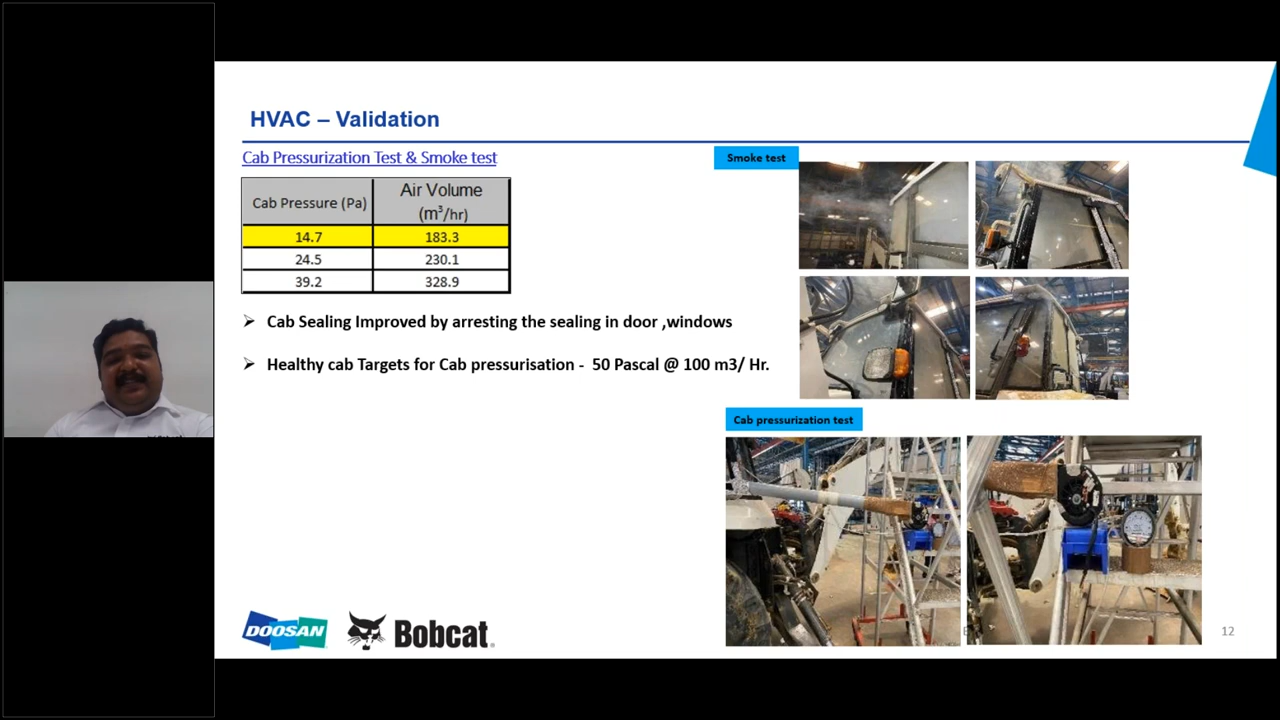 HVAC – Validation
Cab Pressurization Test & Smoke test
Smoke test
Cab Pressure (Pa)
Air Volume
(m³/hr)
14.7
183.3
24.5
230.1
39.2
328.9
➢ Cab Sealing Improved by arresting the sealing in door ,windows
➢ Healthy cab Targets for Cab pressurisation - 50 Pascal @ 100 m3/ Hr.
Cab pressurization test
DOOSAN
Bobcat
12